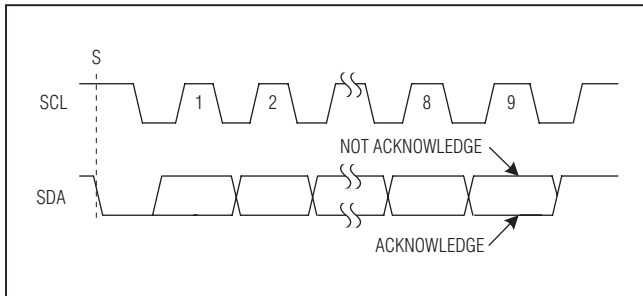 S
SCL 1 2 8 9
NOT ACKNOWLEDGE
SDA
ACKNOWLEDGE